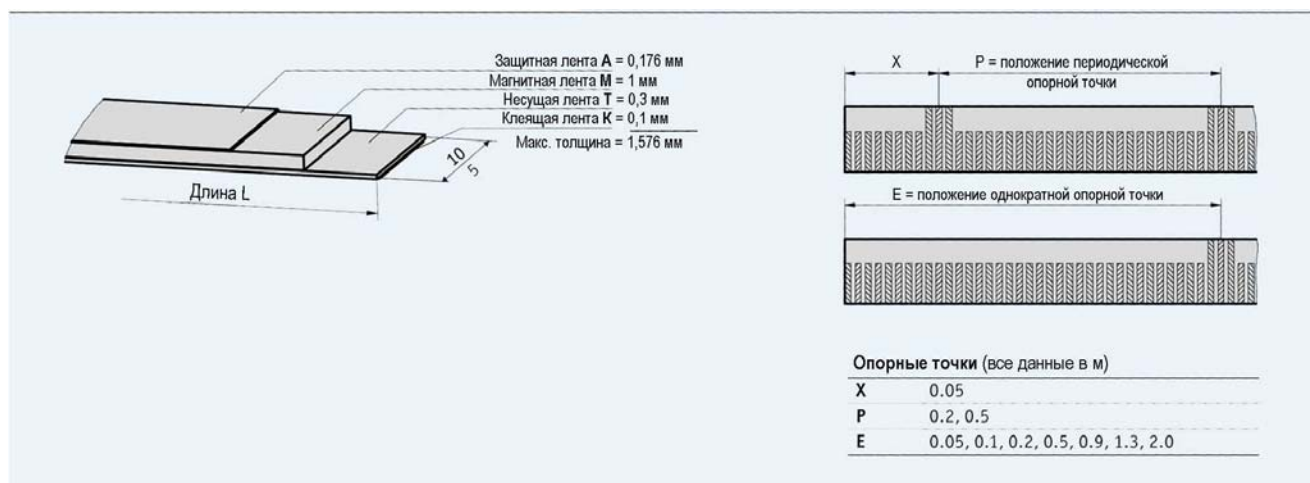 Защитная лента A = 0,176 мм
Магнитная лента M = 1 мм
Несущая лента T = 0,3 мм
Клеящая лента K = 0,1 мм
Макс. толщина = 1,576 мм
10
5
Длина L
X
P = положение периодической
опорной точки
E = положение однократной опорной точки
Опорные точки (все данные в м)
X 0.05
P 0.2, 0.5
E 0.05, 0.1, 0.2, 0.5, 0.9, 1.3, 2.0